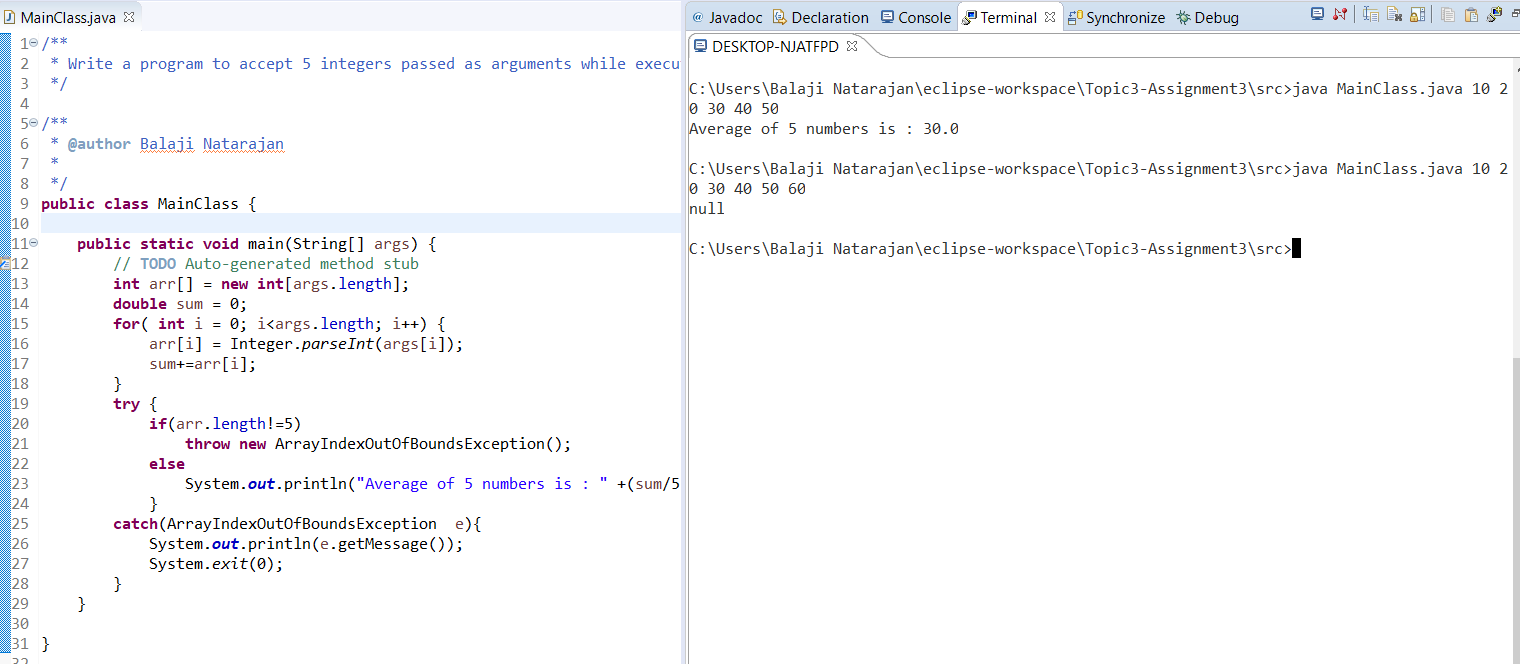 MainClass.java
1 /**
2 * Write a program to accept 5 integers passed as arguments while execu
3 */
4
5 /**
6 * @author Balaji Natarajan
7 *
8 */
9 public class MainClass {
10
11 public static void main(String[] args) {
12 // TODO Auto-generated method stub
13 int arr[] = new int[args.length];
14 double sum = 0;
15 for( int i = 0; i<args.length; i++) {
16 arr[i] = Integer.parseInt(args[i]);
17 sum+=arr[i];
18 }
19 try {
20 if(arr.length!=5)
21 throw new ArrayIndexOutOfBoundsException();
22 else
23 System.out.println("Average of 5 numbers is : " +(sum/5
24 }
25 catch(ArrayIndexOutOfBoundsException  e){
26 System.out.println(e.getMessage());
27 System.exit(0);
28 }
29 }
30
31 }
32
@ Javadoc Declaration Console Terminal Synchronize Debug
DESKTOP-NJATFPD
C:\Users\Balaji Natarajan\eclipse-workspace\Topic3-Assignment3\src>java MainClass.java 10 2
0 30 40 50
Average of 5 numbers is : 30.0
C:\Users\Balaji Natarajan\eclipse-workspace\Topic3-Assignment3\src>java MainClass.java 10 2
0 30 40 50 60
null
C:\Users\Balaji Natarajan\eclipse-workspace\Topic3-Assignment3\src>